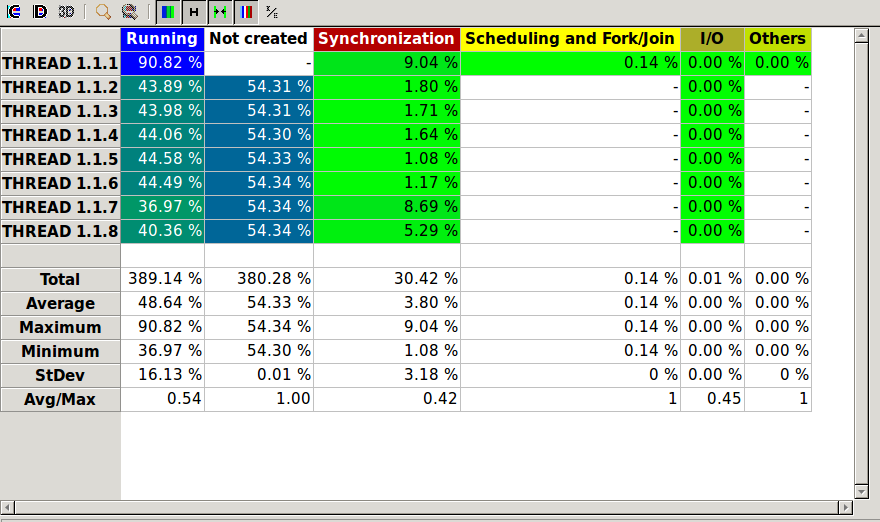 3D
Running Not created Synchronization Scheduling and Fork/Join I/O Others
THREAD 1.1.1 90.82 % - 9.04 % 0.14 % 0.00 % 0.00 %
THREAD 1.1.2 43.89 % 54.31 % 1.80 % - 0.00 % -
THREAD 1.1.3 43.98 % 54.31 % 1.71 % - 0.00 % -
THREAD 1.1.4 44.06 % 54.30 % 1.64 % - 0.00 % -
THREAD 1.1.5 44.58 % 54.33 % 1.08 % - 0.00 % -
THREAD 1.1.6 44.49 % 54.34 % 1.17 % - 0.00 % -
THREAD 1.1.7 36.97 % 54.34 % 8.69 % - 0.00 % -
THREAD 1.1.8 40.36 % 54.34 % 5.29 % - 0.00 % -
Total 389.14 % 380.28 % 30.42 % 0.14 % 0.01 % 0.00 %
Average 48.64 % 54.33 % 3.80 % 0.14 % 0.00 % 0.00 %
Maximum 90.82 % 54.34 % 9.04 % 0.14 % 0.00 % 0.00 %
Minimum 36.97 % 54.30 % 1.08 % 0.14 % 0.00 % 0.00 %
StDev 16.13 % 0.01 % 3.18 % 0 % 0.00 % 0 %
Avg/Max 0.54 1.00 0.42 1 0.45 1